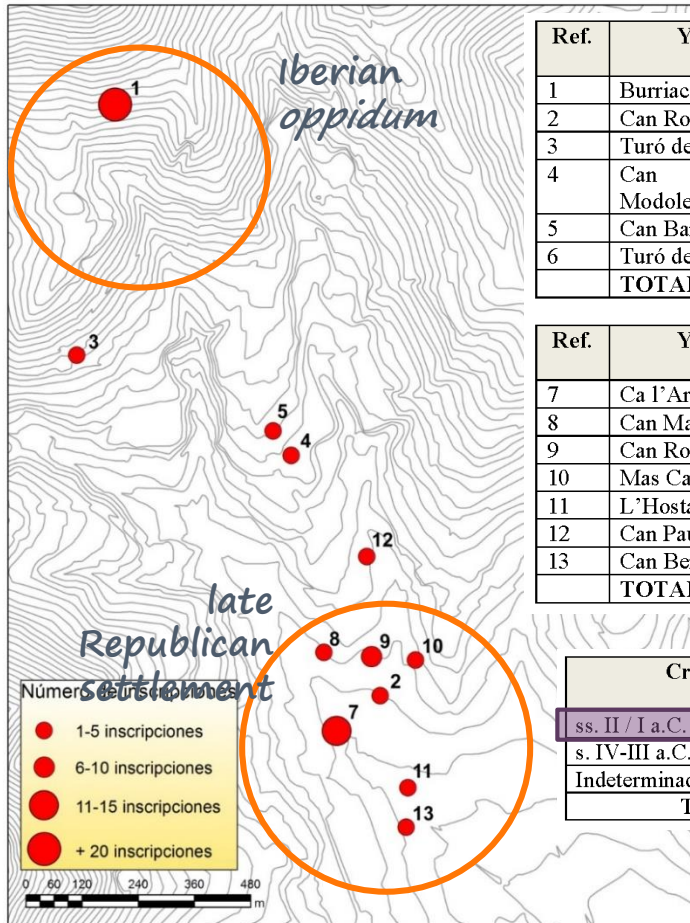 Iberian
oppidum
1
3
5
4
12
late
Republican
settlement
8
9
10
2
7
11
13
Número de inscripciones
1-5 inscripciones
6-10 inscripciones
11-15 inscripciones
+ 20 inscripciones
0 60 120 240 360 480
m
Ref. Y
1 Burriac
2 Can Ro
3 Turó de
4 Can
Modole
5 Can Ba
6 Turó de
TOTAL
Ref. Y
7 Ca l'Ar
8 Can Ma
9 Can Ro
10 Mas Ca
11 L'Hosta
12 Can Pau
13 Can Be
TOTAL
Cr
ss. II / I a.C.
s. IV-III a.C.
Indeterminad
T